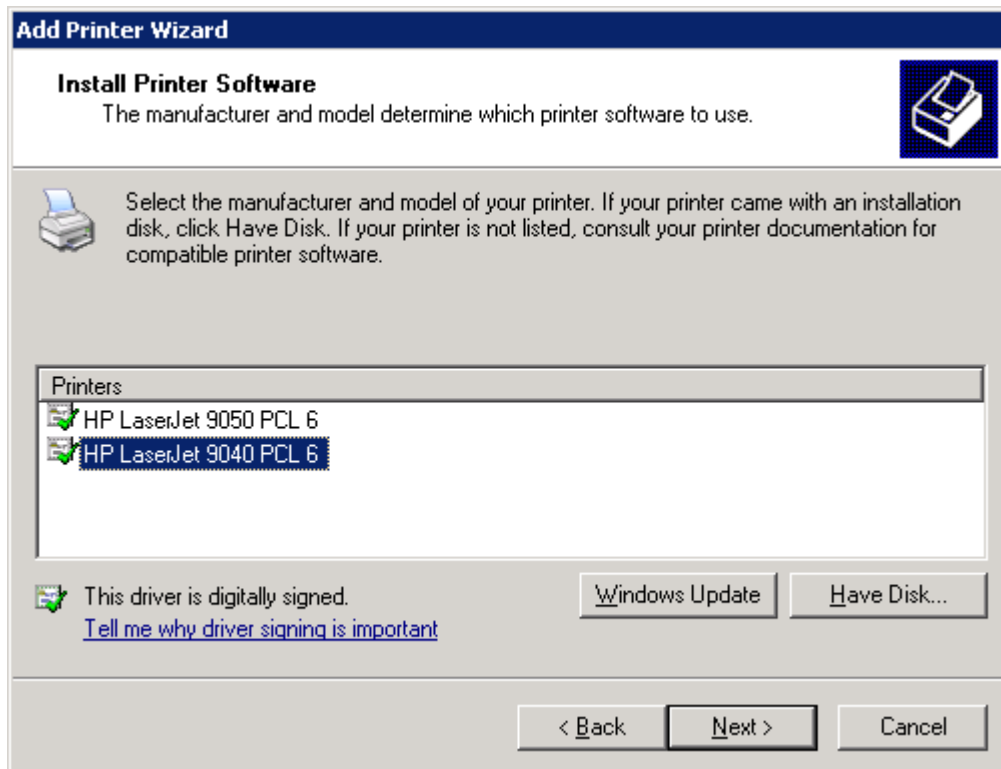 Add Printer Wizard
Install Printer Software
The manufacturer and model determine which printer software to use.
Select the manufacturer and model of your printer. If your printer came with an installation
disk, click Have Disk. If your printer is not listed, consult your printer documentation for
compatible printer software.
Printers
HP LaserJet 9050 PCL 6
HP LaserJet 9040 PCL 6
This driver is digitally signed.
Tell me why driver signing is important
Windows Update
Have Disk...
< Back
Next >
Cancel